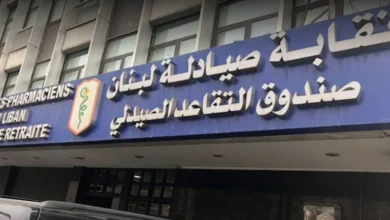 نقابة صيادلة لبنان
صندوق التقاعد الصيدلي
PHARMACIENS
LIBAN
RETRAITE